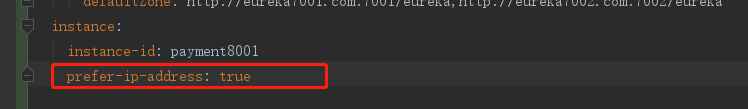 defaultZone: http://eureka7001.com:7001/eureka,http://eureka7002.com:7002/eureka
instance:
instance-id: payment8001
prefer-ip-address: true